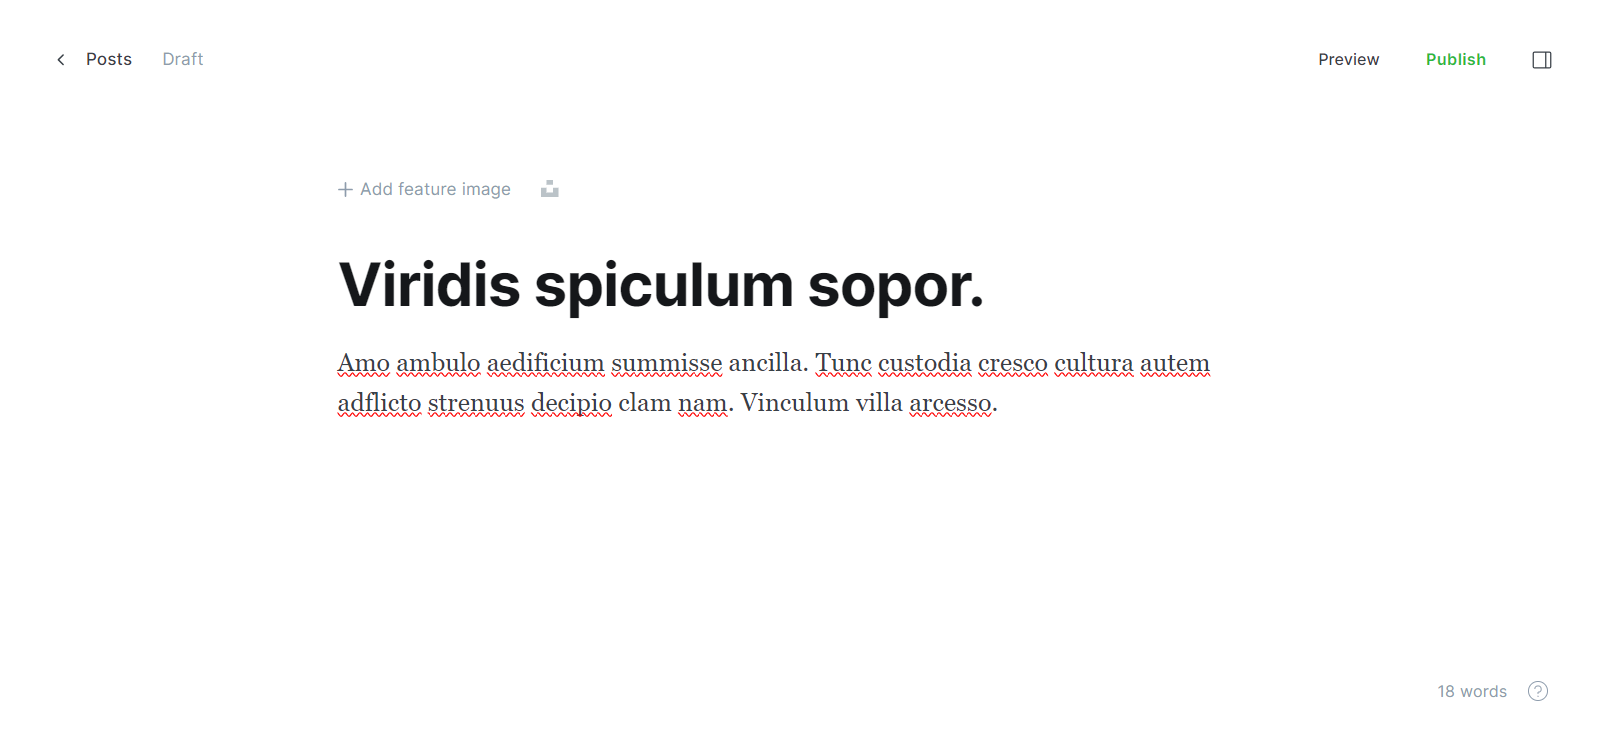 Posts Draft Preview Publish
Add feature image
Viridis spiculum sopor.
Amo ambulo aedificium summisse ancilla. Tunc custodia cresco cultura autem
adflicto strenuus decipio clam nam. Vinculum villa arcesso.
18 words ?